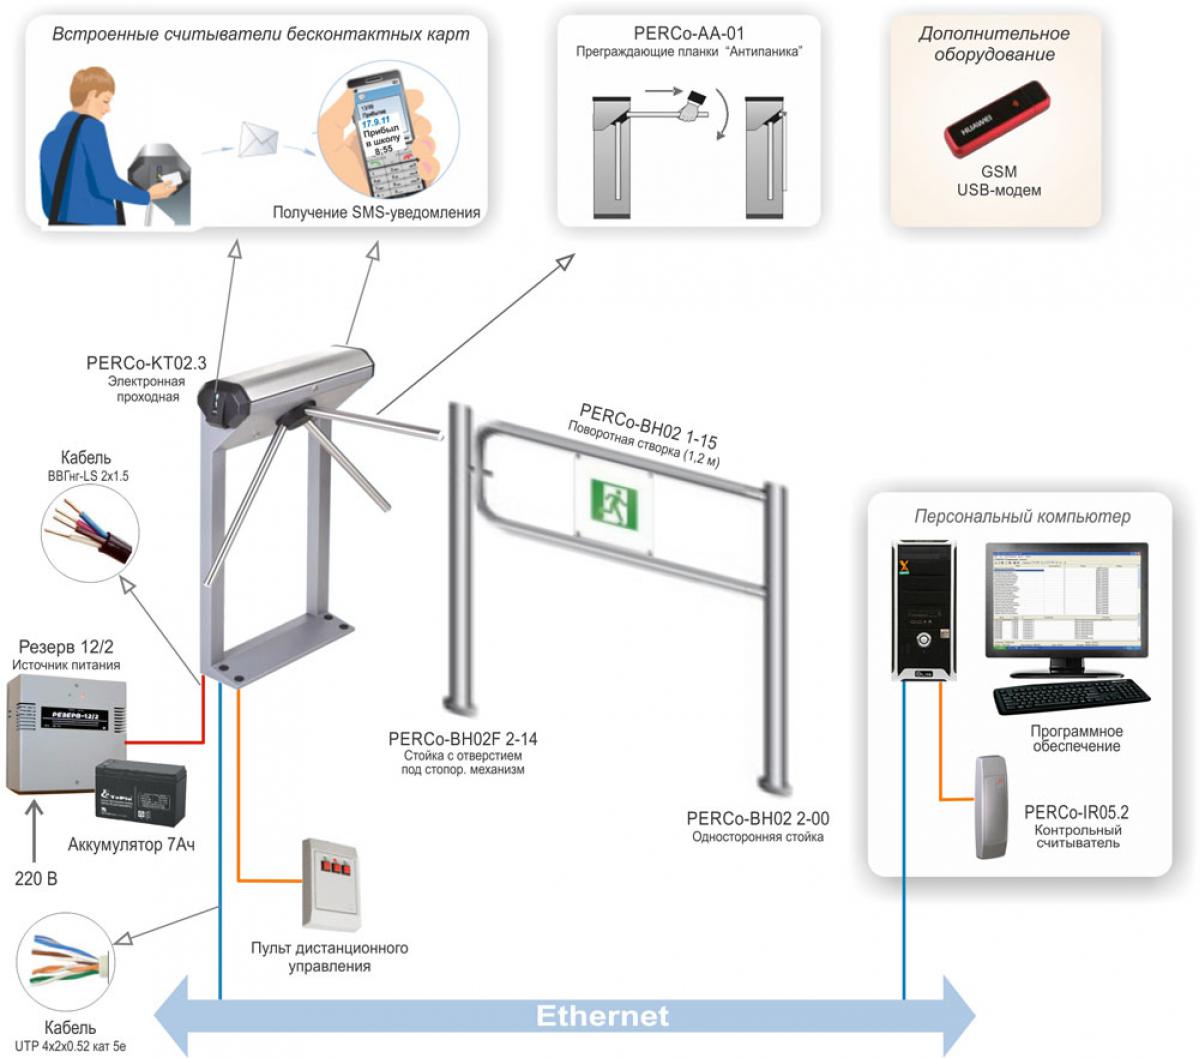 Встроенные считыватели бесконтактных карт
13/09
Прибытие
17.9.11
Прибыл
в школу
8:55
Получение SMS-уведомления
PERCo-AA-01
Преграждающие планки "Антипаника"
Дополнительное
оборудование
HUAWEI
GSM
USB-модем
PERCo-KT02.3
Электронная
проходная
Кабель
ВВГнг-LS 2x1.5
PERCo-BH02 1-15
Поворотная створка (1,2 м)
Персональный компьютер
Резерв 12/2
Источник питания
РЕЗЕРВ-12/2
Аккумулятор 7Ач
220 В
PERCo-BH02F 2-14
Стойка с отверстием
под стопор. механизм
PERCo-BH02 2-00
Односторонняя стойка
Программное
обеспечение
PERCo-IR05.2
Контрольный
считыватель
Пульт дистанционного
управления
Кабель
UTP 4x2x0.52 кат 5е
Ethernet